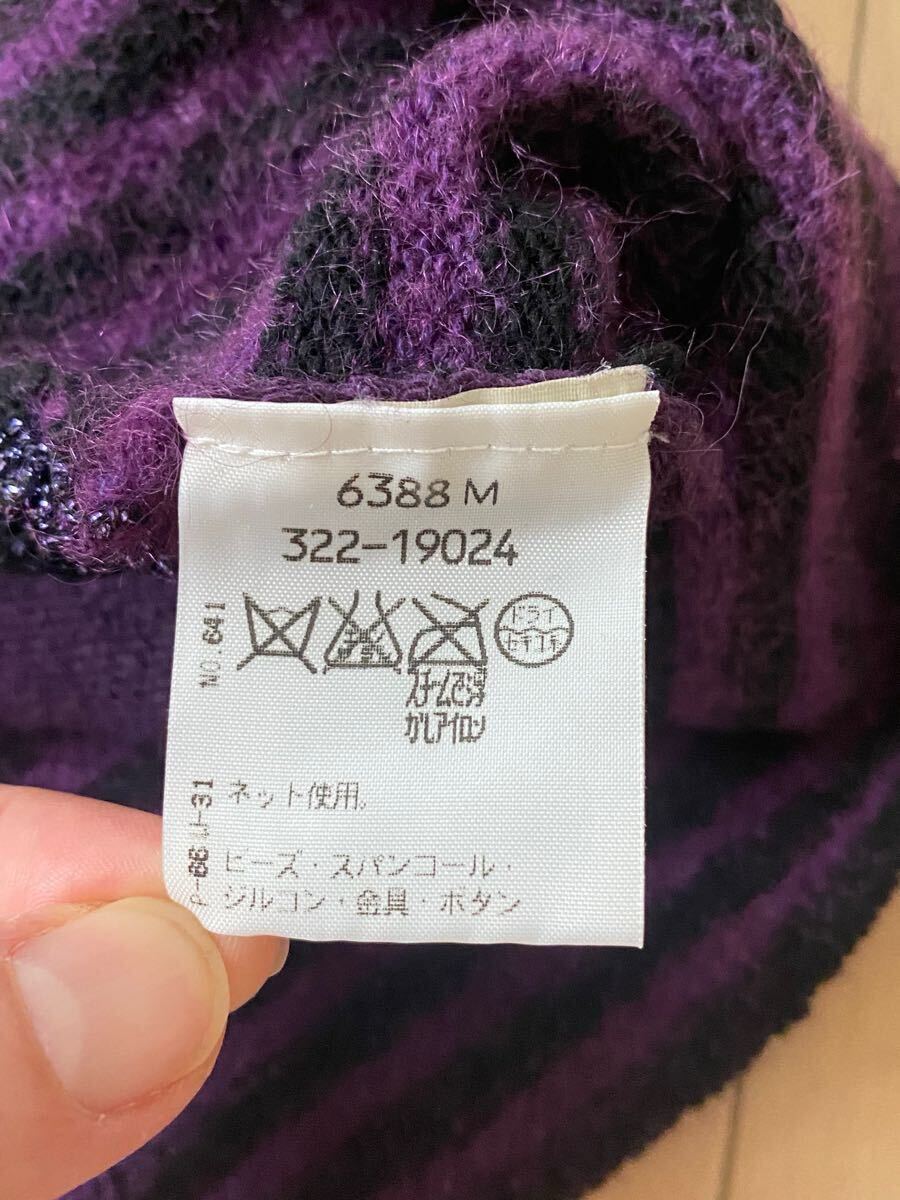 6388 M
322-19024
NO. 641
ドライ
セキユ系
スチームで浮
かしアイロン
ネット使用。
ビーズ・スパンコール・
ジルコン・金具・ボタン